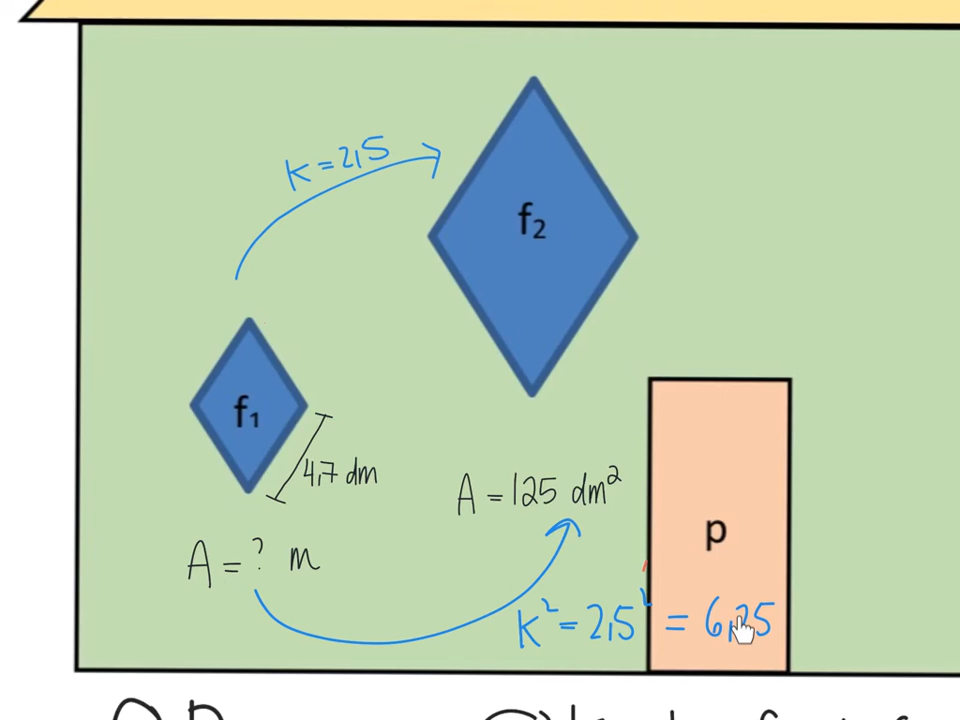 K = 2,5
f₂
f₁
4,7 dm
A = 125 dm²
A = ? m
p
K² = 2,5² = 6,25